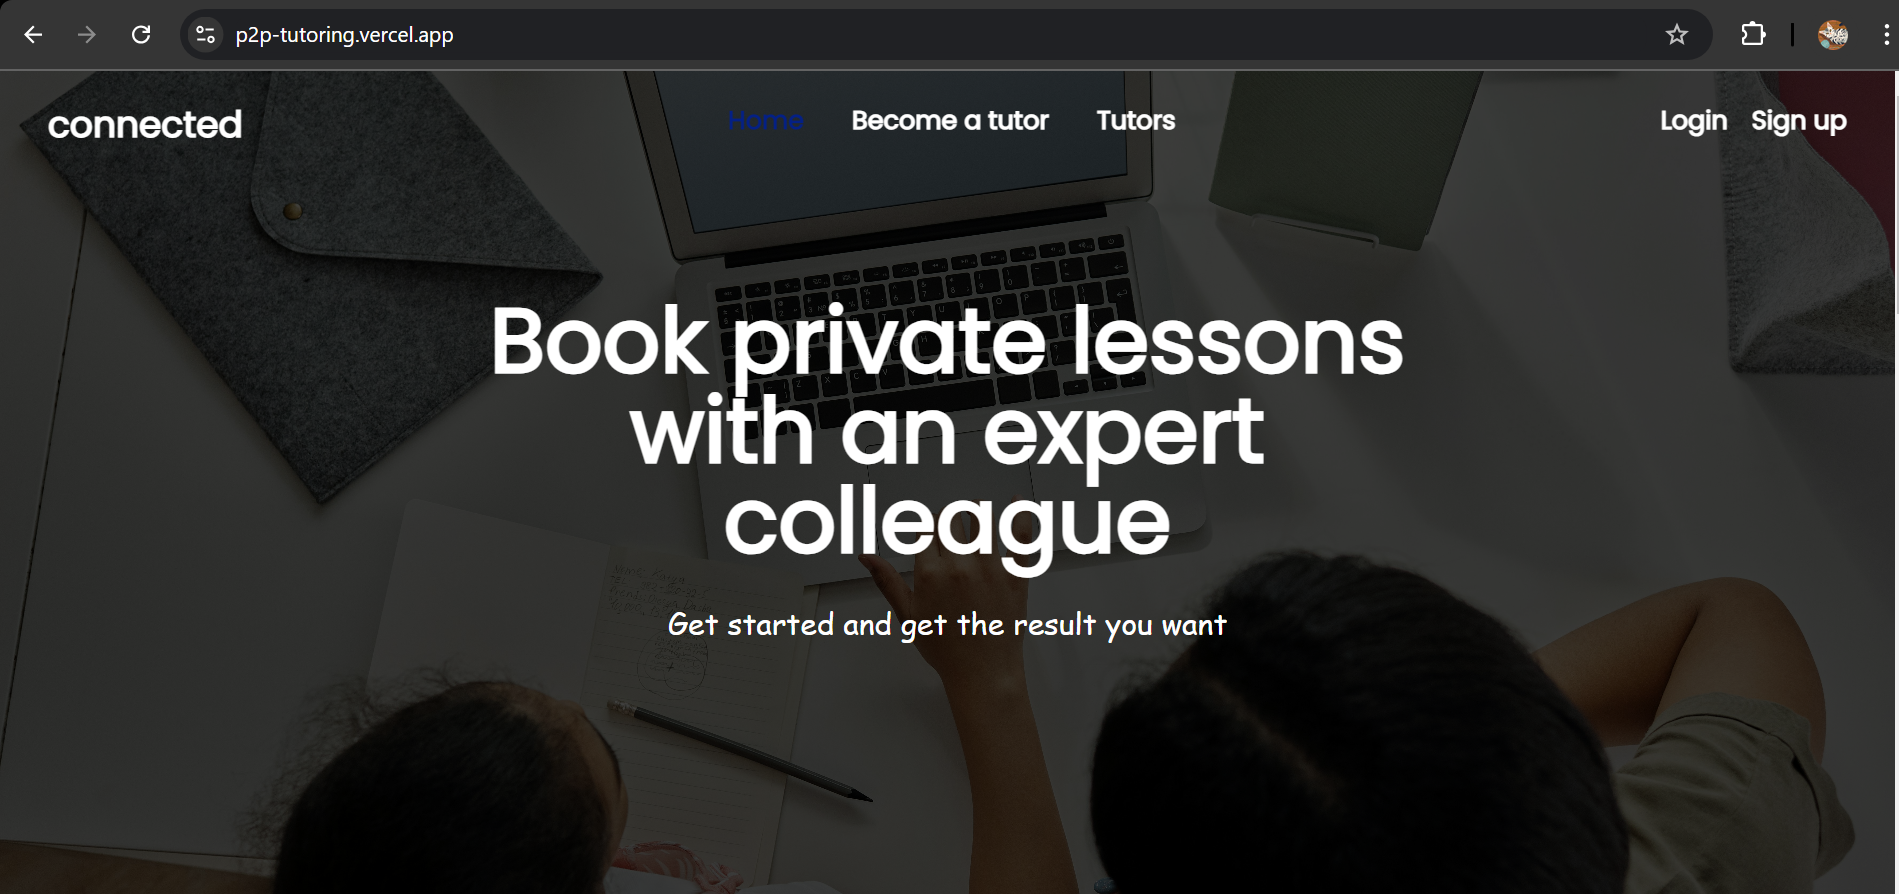 p2p-tutoring.vercel.app
connected
Home Become a tutor Tutors
Login Sign up
Book private lessons
with an expert
colleague
Get started and get the result you want